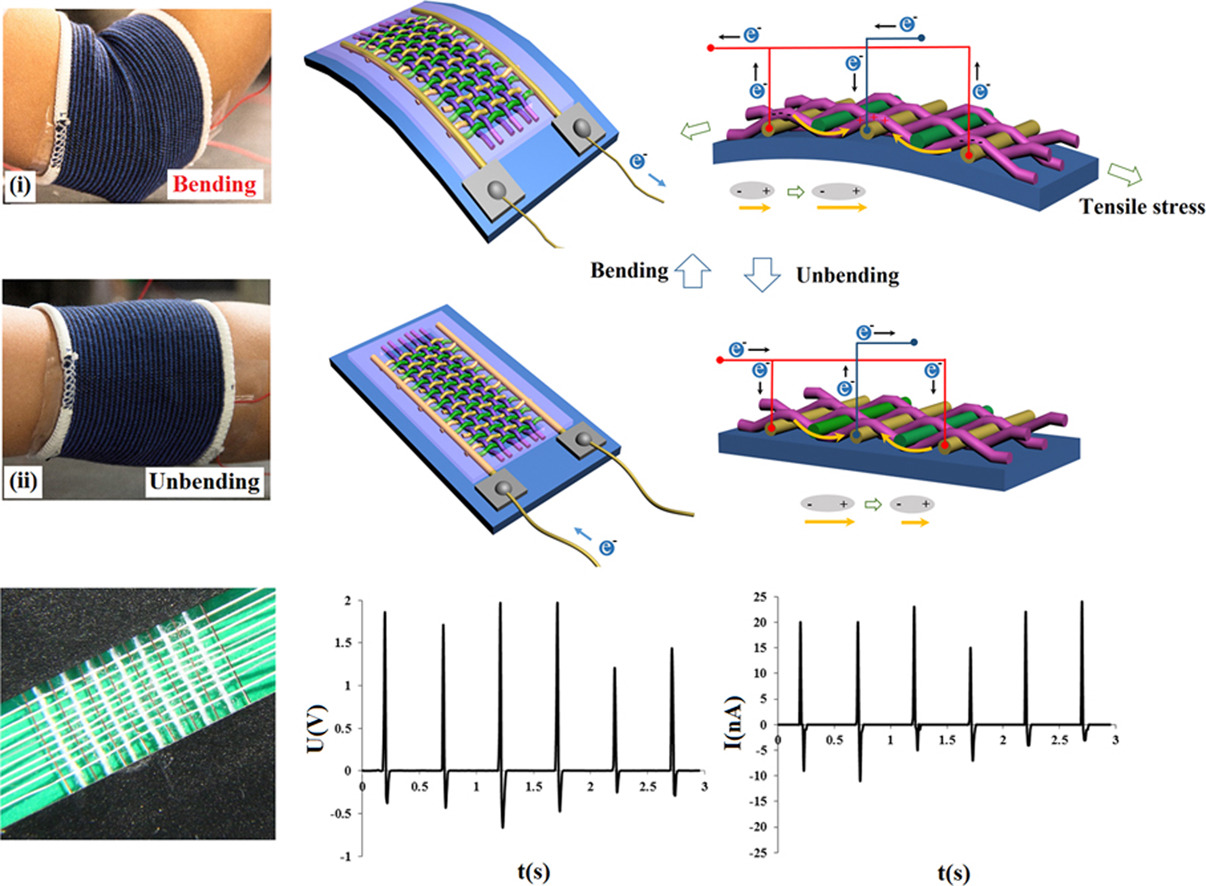 (i)
Bending
e-
e-
e-
e-
e-
e-
- +
- +
Tensile stress
Bending
Unbending
(ii)
Unbending
e-
e-
e-
e-
e-
e-
- +
- +
U(V)
2
1.5
1
0.5
0
-0.5
-1
0 0.5 1 1.5 2 2.5 3
t(s)
I(nA)
25
20
15
10
5
0
-5
-10
-15
-20
-25
0 0.5 1 1.5 2 2.5 3
t(s)